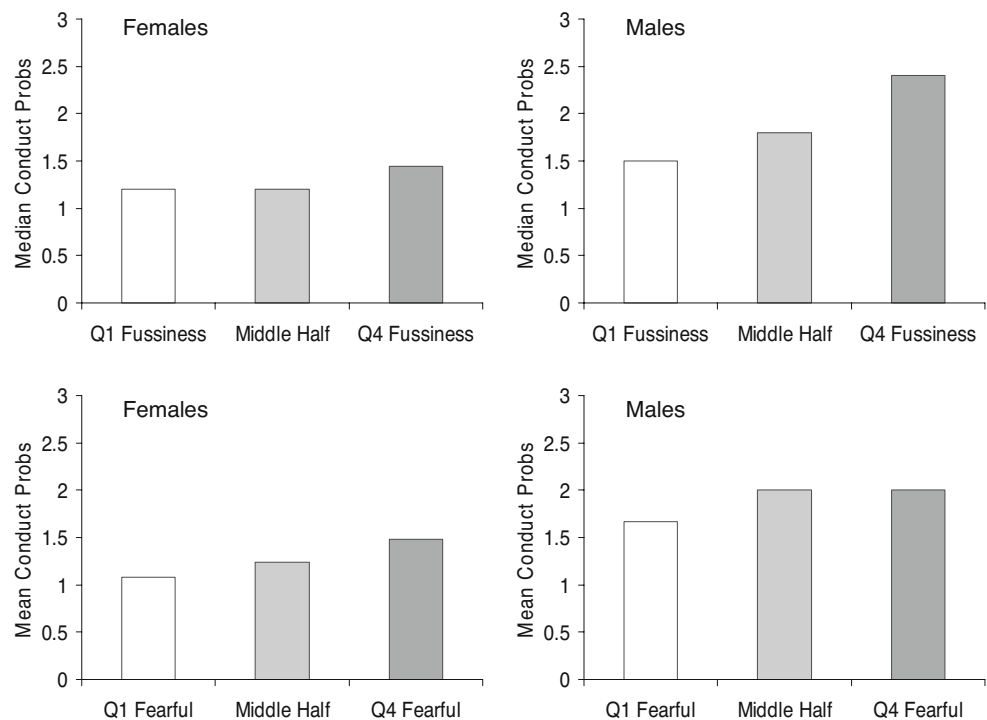 Females
Median Conduct Probs
3
2.5
2
1.5
1
0.5
0
Q1 Fussiness Middle Half Q4 Fussiness
Males
Median Conduct Probs
3
2.5
2
1.5
1
0.5
0
Q1 Fussiness Middle Half Q4 Fussiness
Females
Mean Conduct Probs
3
2.5
2
1.5
1
0.5
0
Q1 Fearful Middle Half Q4 Fearful
Males
Mean Conduct Probs
3
2.5
2
1.5
1
0.5
0
Q1 Fearful Middle Half Q4 Fearful